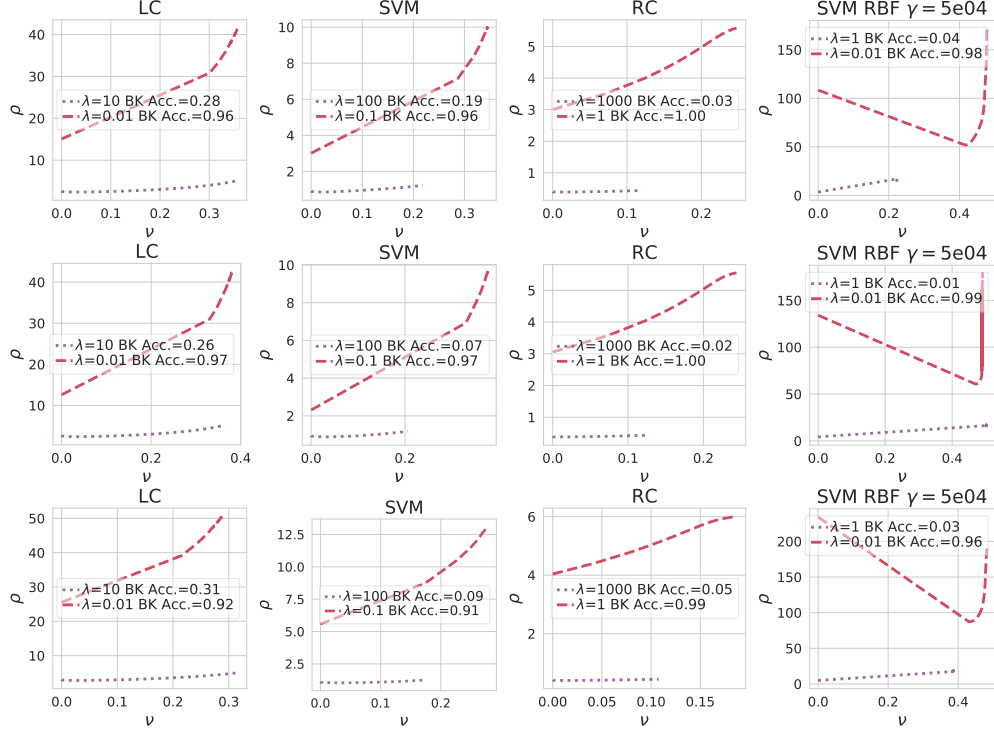 LC
SVM
RC
SVM RBF γ = 5e04
ρ
40
30
20
10
λ=10 BK Acc.=0.28
λ=0.01 BK Acc.=0.96
0.0 0.1 0.2 0.3
ν
ρ
10
8
6
4
2
λ=100 BK Acc.=0.19
λ=0.1 BK Acc.=0.96
0.0 0.1 0.2 0.3
ν
ρ
5
4
3
2
1
λ=1000 BK Acc.=0.03
λ=1 BK Acc.=1.00
0.0 0.1 0.2
ν
ρ
150
100
50
0
λ=1 BK Acc.=0.04
λ=0.01 BK Acc.=0.98
0.0 0.2 0.4
ν
LC
SVM
RC
SVM RBF γ = 5e04
ρ
40
30
20
10
λ=10 BK Acc.=0.26
λ=0.01 BK Acc.=0.97
0.0 0.2 0.4
ν
ρ
10
8
6
4
2
λ=100 BK Acc.=0.07
λ=0.1 BK Acc.=0.97
0.0 0.2
ν
ρ
5
4
3
2
1
λ=1000 BK Acc.=0.02
λ=1 BK Acc.=1.00
0.0 0.1 0.2
ν
ρ
150
100
50
0
λ=1 BK Acc.=0.01
λ=0.01 BK Acc.=0.99
0.0 0.2 0.4
ν
LC
SVM
RC
SVM RBF γ = 5e04
ρ
50
40
30
20
10
λ=10 BK Acc.=0.31
λ=0.01 BK Acc.=0.92
0.0 0.1 0.2 0.3
ν
ρ
12.5
10.0
7.5
5.0
2.5
λ=100 BK Acc.=0.09
λ=0.1 BK Acc.=0.91
0.0 0.1 0.2
ν
ρ
6
5
4
3
2
λ=1000 BK Acc.=0.05
λ=1 BK Acc.=0.99
0.00 0.05 0.10 0.15
ν
ρ
200
150
100
50
0
λ=1 BK Acc.=0.03
λ=0.01 BK Acc.=0.96
0.0 0.2 0.4
ν